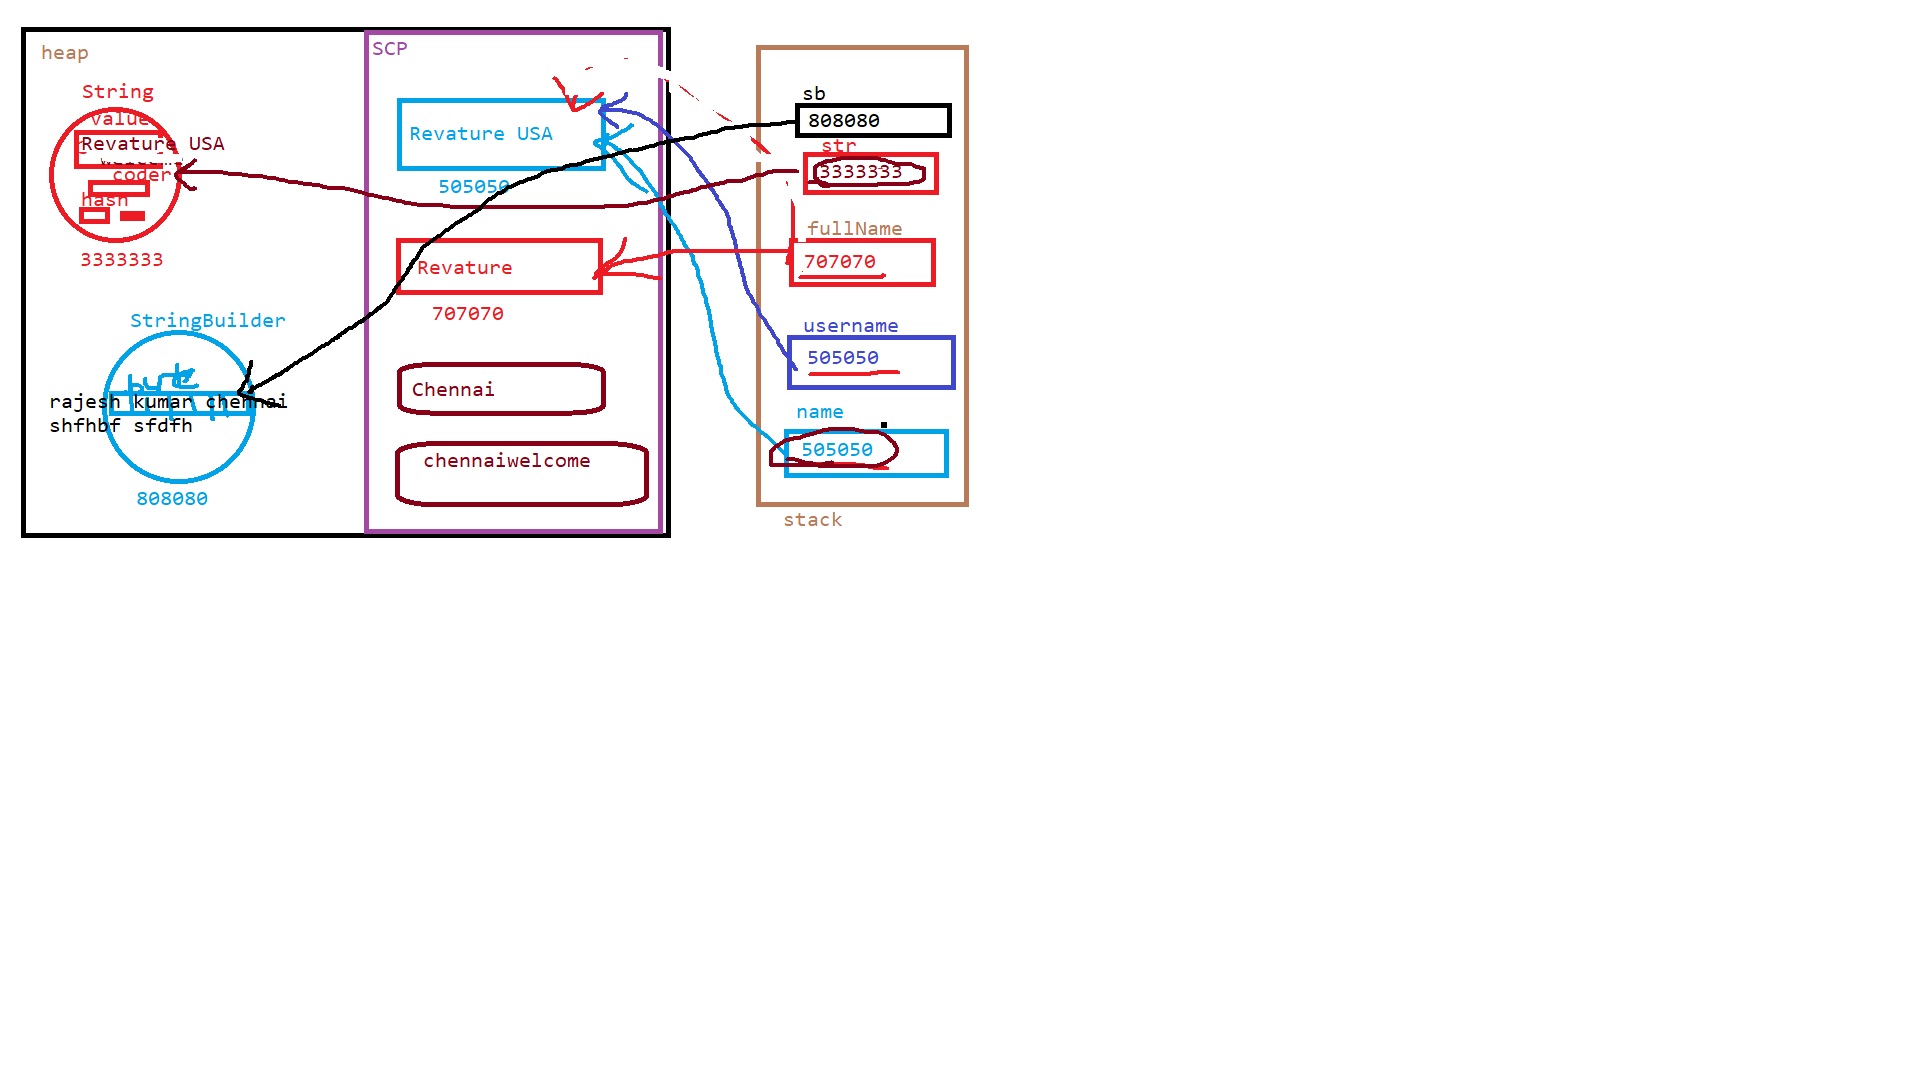 heap
String
value
Revature USA
coder
hash
3333333
StringBuilder
byte
rajesh kumar chennai
shfhbf sfdfh
808080
SCP
Revature USA
505050
Revature
707070
Chennai
chennaiwelcome
sb
808080
str
3333333
fullName
707070
username
505050
name
505050
stack